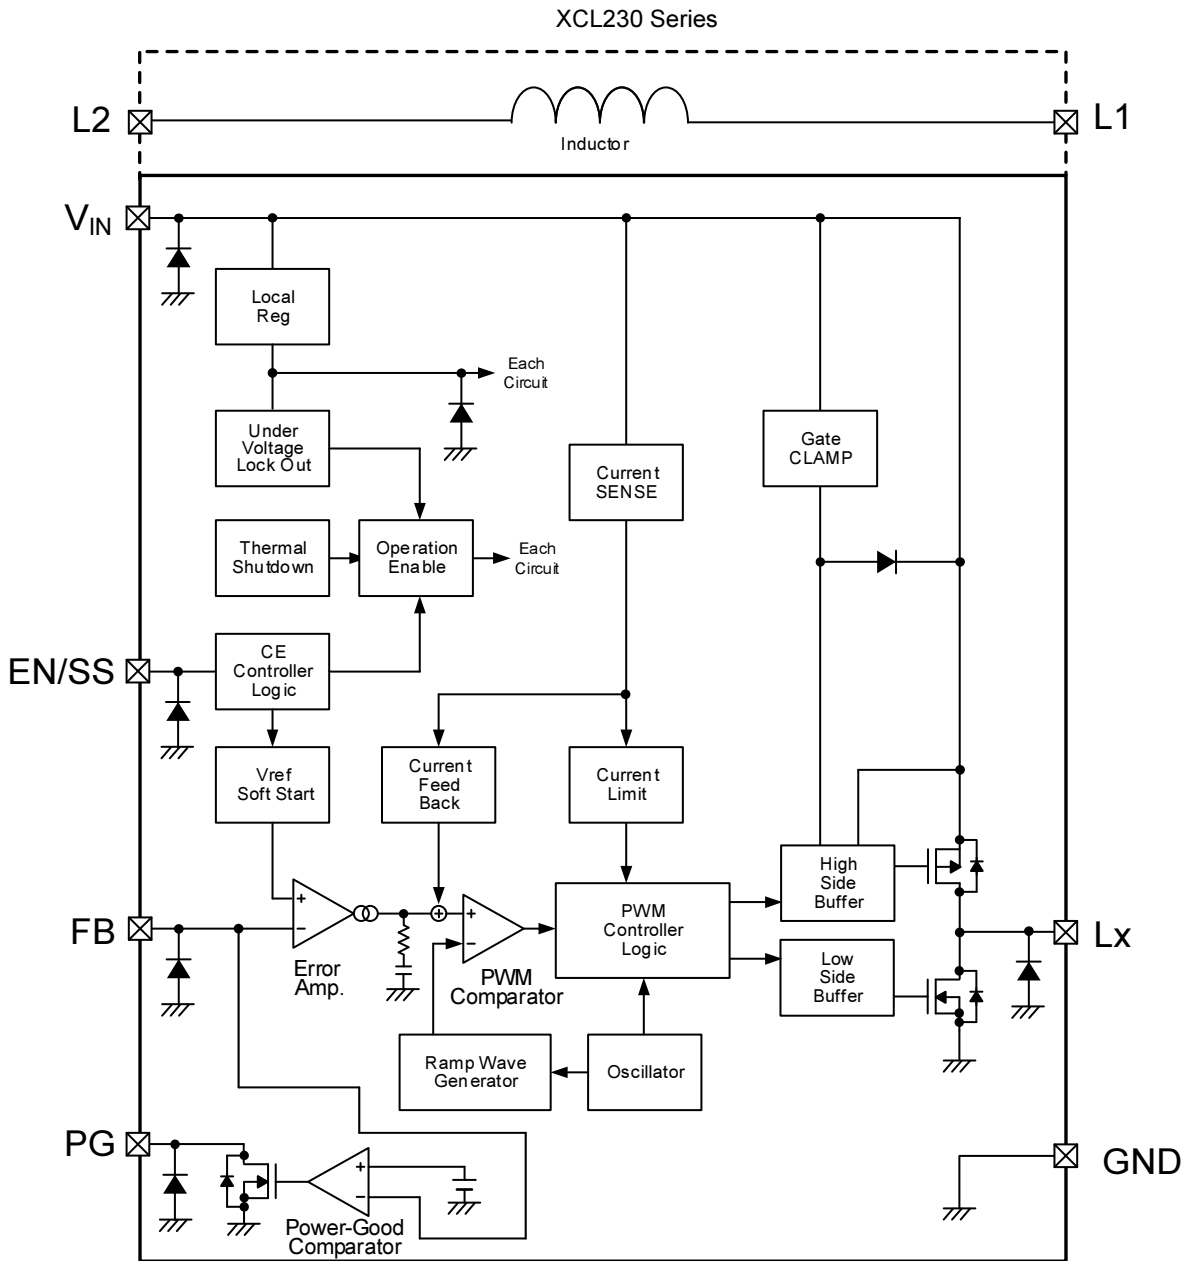 XCL230 Series
L2
L1
Inductor
VIN
Local
Reg
Each
Circuit
Under
Voltage
Lock Out
Gate
CLAMP
Current
SENSE
Thermal
Shutdown
Operation
Enable
Each
Circuit
EN/SS
CE
Controller
Logic
Vref
Soft Start
Current
Feed
Back
Current
Limit
High
Side
Buffer
+
−
+
+
−
PWM
Controller
Logic
FB
Lx
Error
Amp.
PWM
Comparator
Low
Side
Buffer
Ramp Wave
Generator
Oscillator
PG
GND
+
−
Power-Good
Comparator